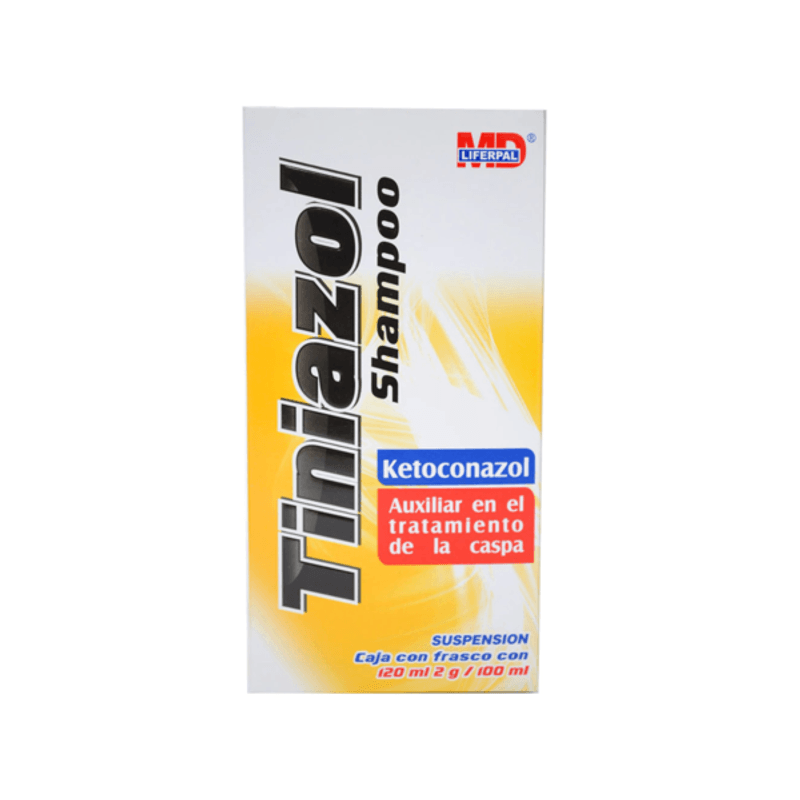 MD®
LIFERPAL
Tiniazol
Shampoo
Ketoconazol
Auxiliar en el
tratamiento
de la caspa
SUSPENSION
Caja con frasco con
120 ml 2 g / 100 ml